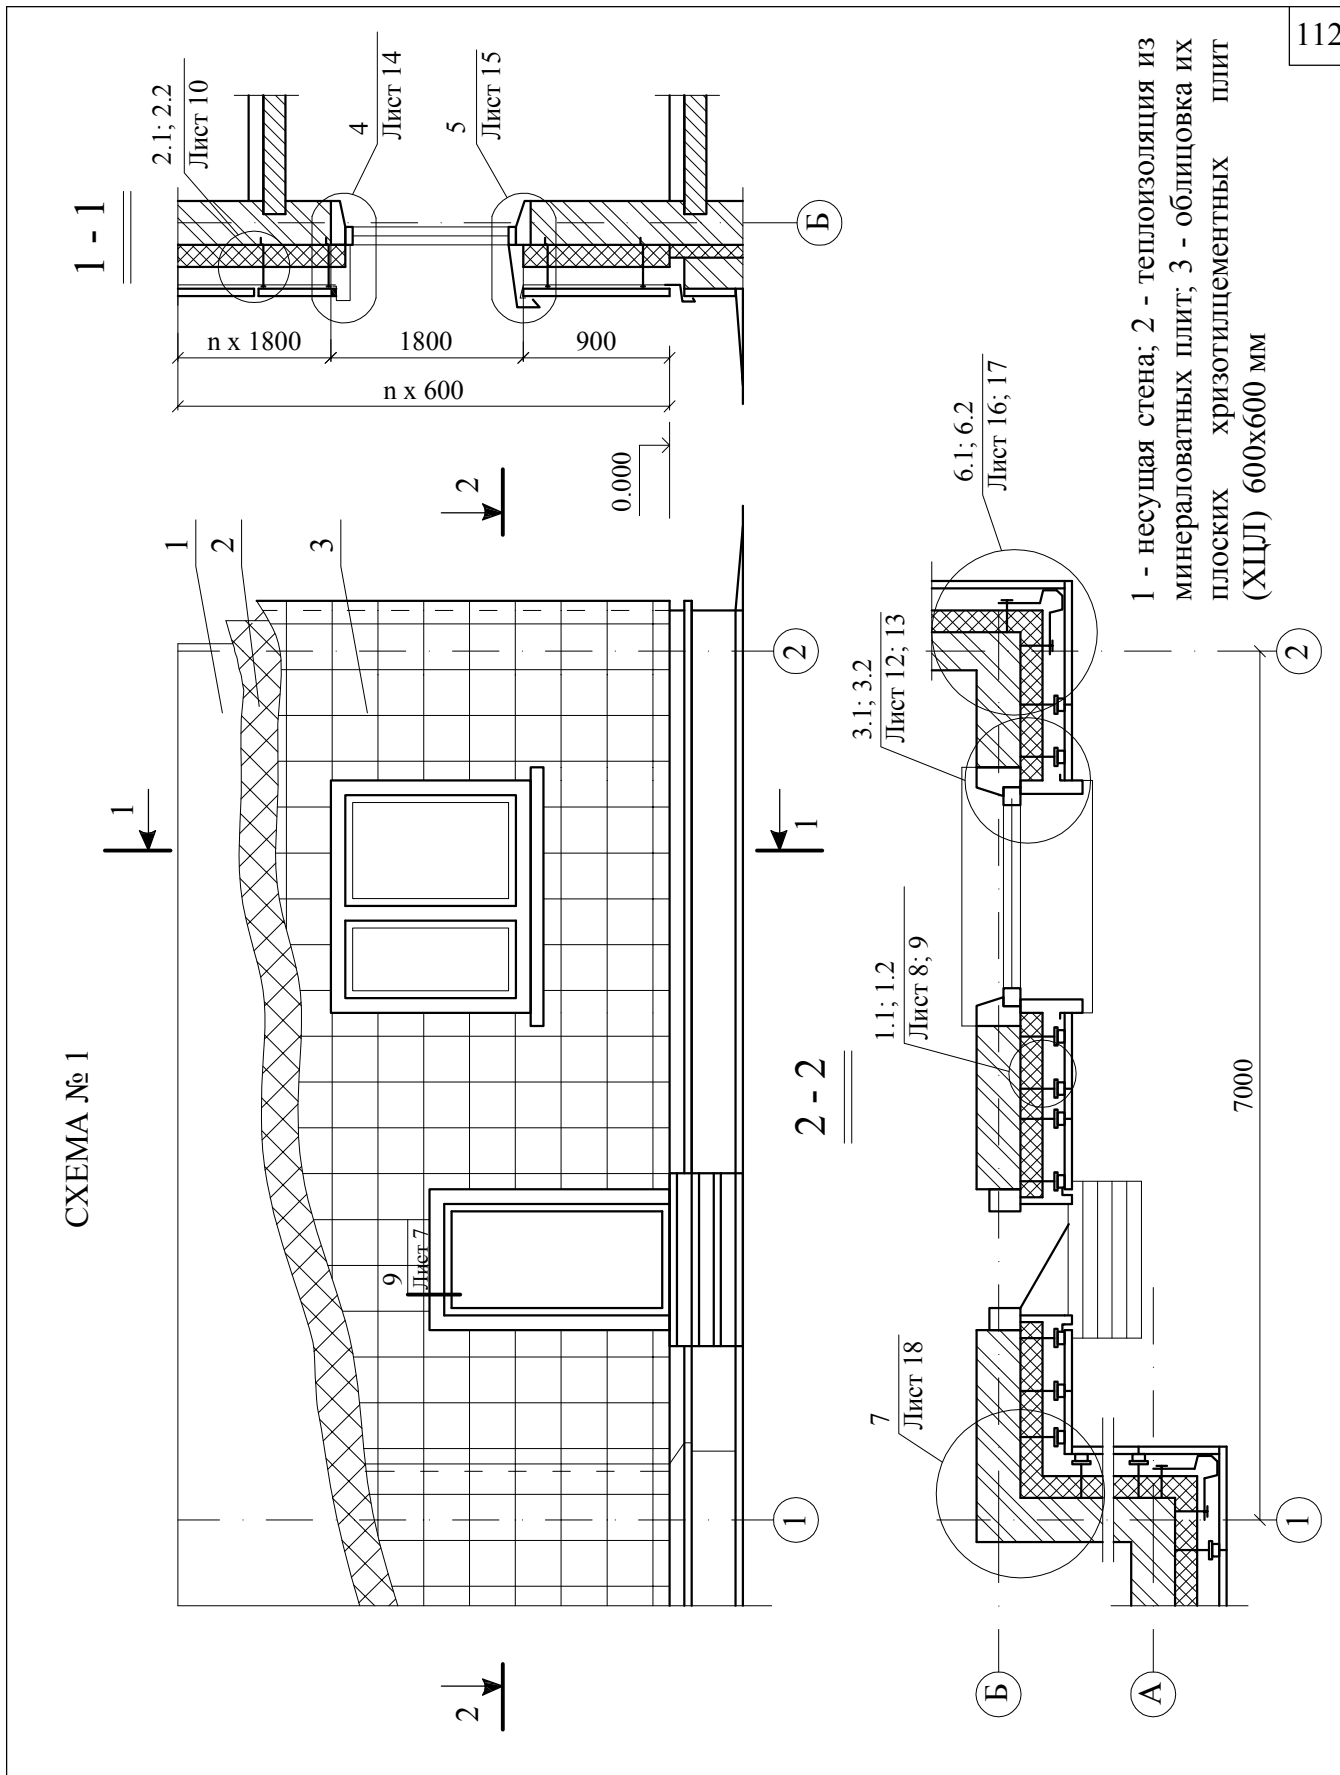 112
СХЕМА № 1
1
2
3
1
1
2
2
9
Лист 7
1
2
0.000
1 - 1
2.1; 2.2
Лист 10
4
Лист 14
5
Лист 15
n x 1800
1800
900
n x 600
Б
2 - 2
7
Лист 18
1.1; 1.2
Лист 8; 9
3.1; 3.2
Лист 12; 13
6.1; 6.2
Лист 16; 17
Б
А
7000
1
2
1 - несущая стена; 2 - теплоизоляция из
минераловатных плит; 3 - облицовка их
плоских хризотилцементных плит
(ХЦЛ) 600х600 мм